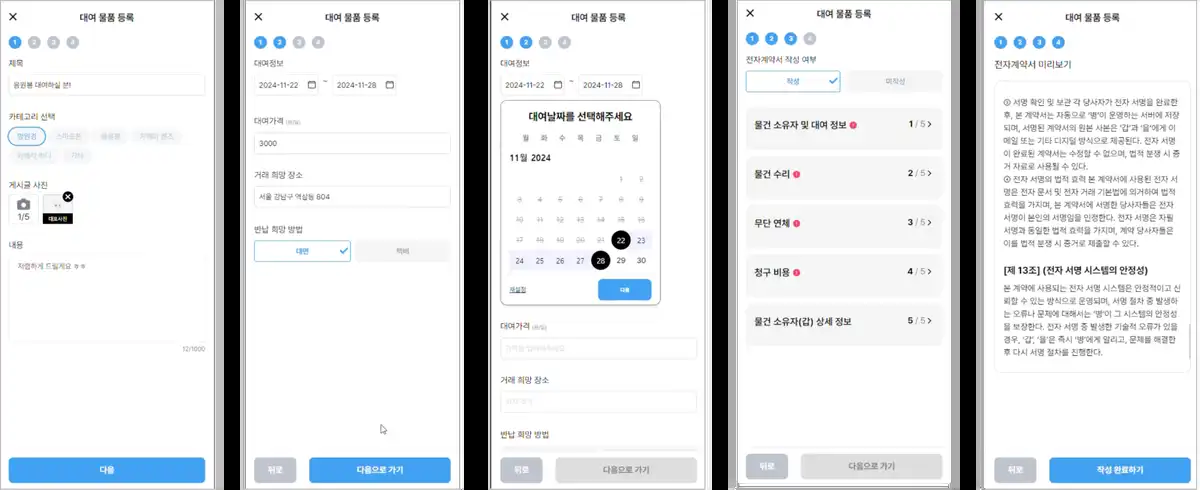 대여 물품 등록
1 2 3 4
제목
응원봉 대여하실 분!
카테고리 선택
망원경 스마트폰 응원봉 카메라 렌즈
기타
게시글 사진
1/5
대표사진
내용
저렴하게 드릴게요 ㅎㅎ
12/1000
다음
대여 물품 등록
1 2 3 4
대여정보
2024-11-22 ~ 2024-11-28
대여가격 (원/일)
3000
거래 희망 장소
서울 강남구 역삼동 804
반납 희망 방법
대면 택배
뒤로 다음으로 가기
대여 물품 등록
1 2 3 4
대여정보
2024-11-22 ~ 2024-11-28
대여날짜를 선택해주세요
월 화 수 목 금 토 일
11월 2024
1 2
3 4 5 6 7 8 9
10 11 12 13 14 15 16
17 18 19 20 21 22 23
24 25 26 27 28 29 30
재설정 다음
대여가격 (원/일)
거래 희망 장소
반납 희망 방법
뒤로 다음으로 가기
대여 물품 등록
1 2 3 4
전자계약서 작성 여부
작성 미작성
물건 소유자 및 대여 정보 1 / 5
물건 수리 2 / 5
무단 연체 3 / 5
청구 비용 4 / 5
물건 소유자(갑) 상세 정보 5 / 5
뒤로 다음으로 가기
대여 물품 등록
1 2 3 4
전자계약서 미리보기
③ 서명 확인 및 보관 각 당사자가 전자 서명을 완료한
후, 본 계약서는 자동으로 '병'이 운영하는 서버에 저장
되며, 서명된 계약서의 원본 사본은 '갑'과 '을'에게 이
메일 또는 기타 디지털 방식으로 제공된다. 전자 서명
이 완료된 계약서는 수정할 수 없으며, 법적 분쟁 시 증
거 자료로 사용될 수 있다.
④ 전자 서명의 법적 효력 본 계약서에 사용된 전자 서
명은 전자 문서 및 전자 거래 기본법에 의거하여 법적
효력을 가지며, 본 계약서에 서명한 당사자들은 전자
서명이 본인의 서명임을 인정한다. 전자 서명은 자필
서명과 동일한 법적 효력을 가지며, 계약 당사자들은
이를 법적 분쟁 시 증거로 제출할 수 있다.
[제 13조] (전자 서명 시스템의 안정성)
본 계약에 사용되는 전자 서명 시스템은 안정적이고 신
뢰할 수 있는 방식으로 운영되며, 서명 절차 중 발생하
는 오류나 문제에 대해서는 '병'이 그 시스템의 안정성
을 보장한다. 전자 서명 중 발생한 기술적 오류가 있을
경우, '갑', '을'은 즉시 '병'에게 알리고, 문제를 해결한
후 다시 서명 절차를 진행한다.
뒤로 작성 완료하기